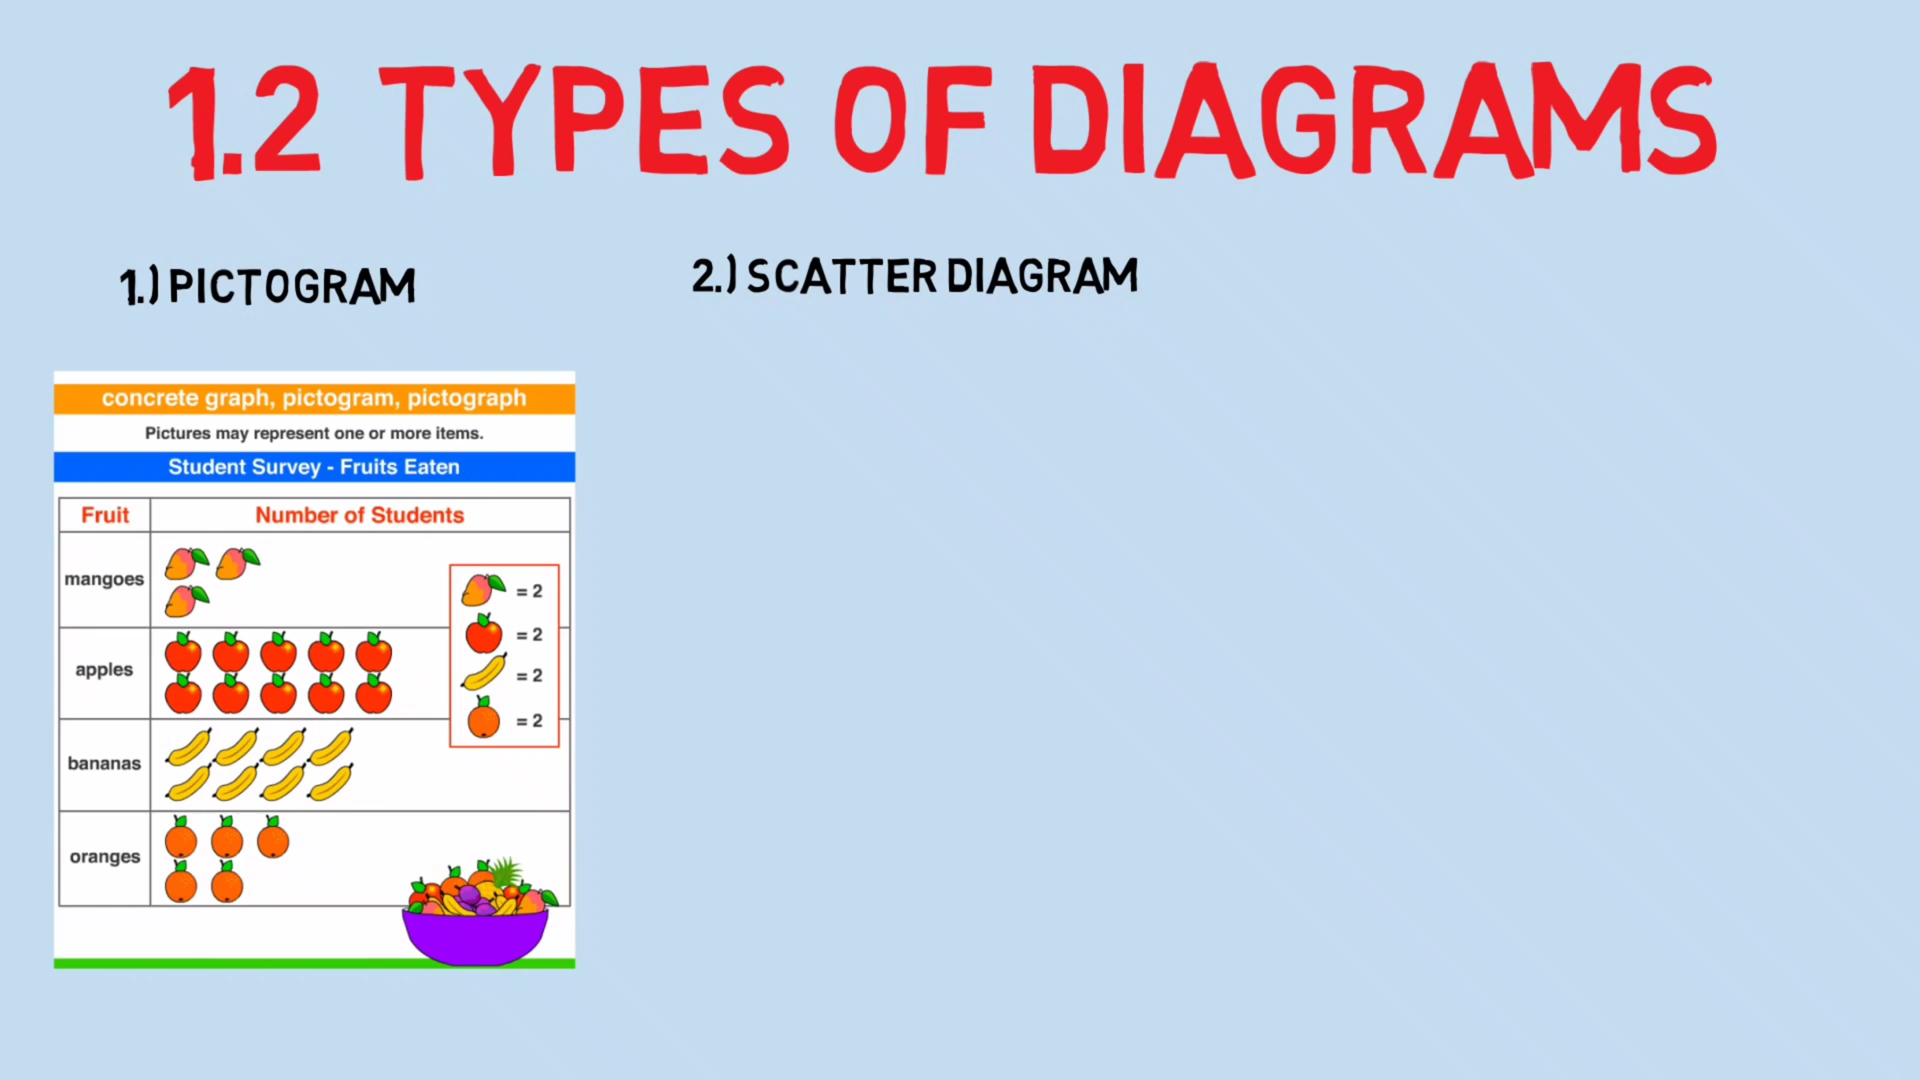 1.2 TYPES OF DIAGRAMS
1.) PICTOGRAM
2.) SCATTER DIAGRAM
concrete graph, pictogram, pictograph
Pictures may represent one or more items.
Student Survey - Fruits Eaten
Fruit Number of Students
mangoes
= 2
= 2
apples
= 2
= 2
bananas
oranges